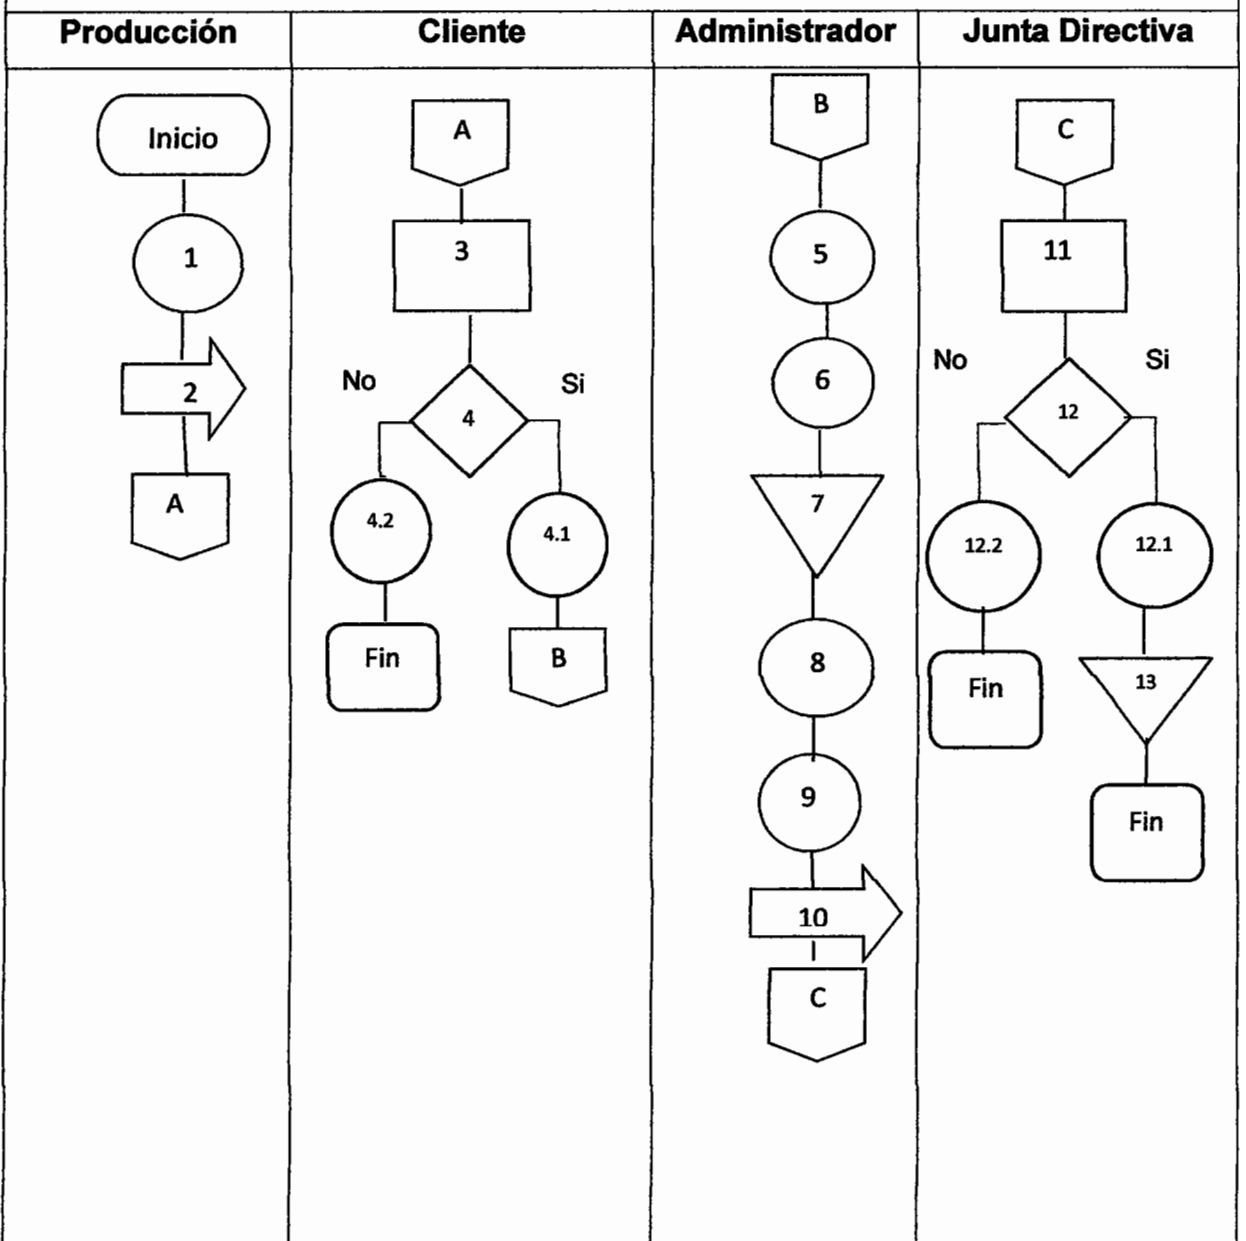 Producción
Cliente
Administrador
Junta Directiva
Inicio
1
2
A
A
3
No
Si
4
4.2
4.1
Fin
B
B
5
6
7
8
9
10
C
C
11
No
Si
12
12.2
12.1
Fin
13
Fin